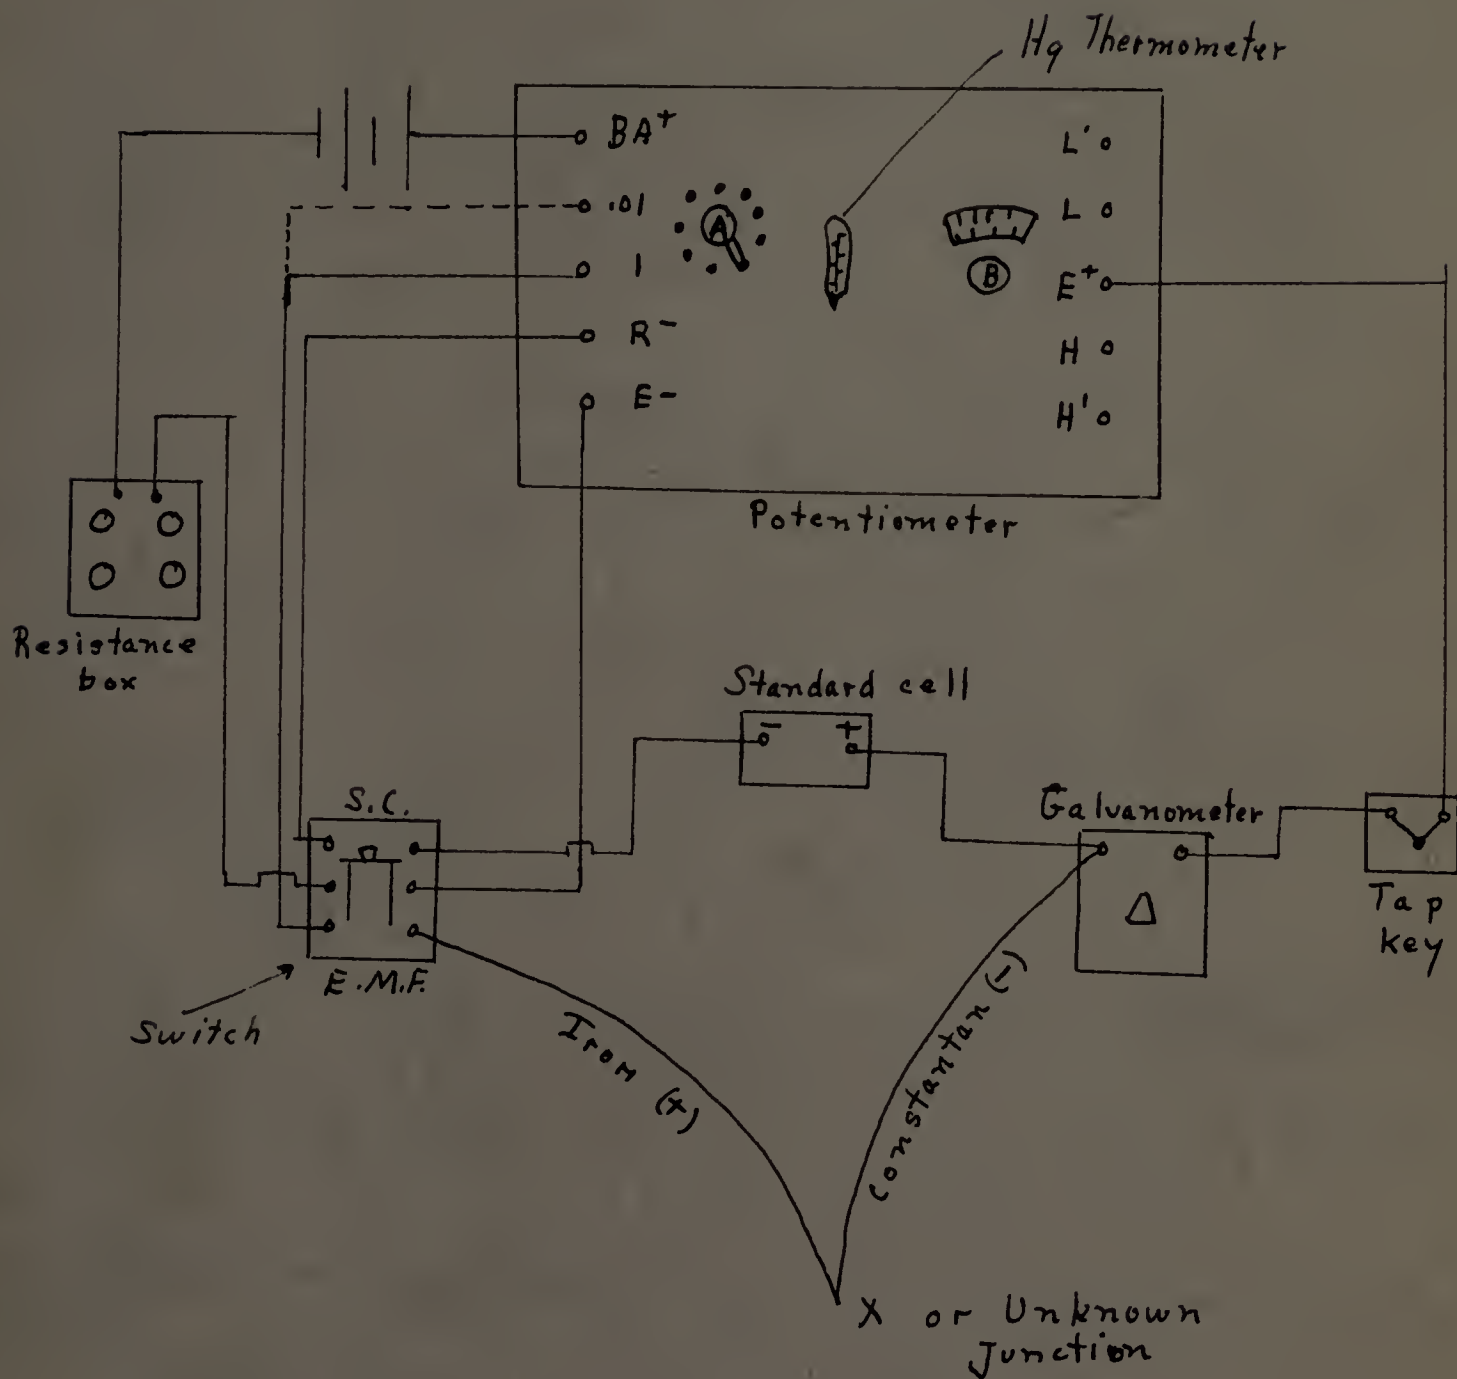 Hg Thermometer
BA+
.01
1
R-
E-
A
B
L'
L
E+
H
H'
Potentiometer
Resistance
box
Standard cell
- +
S.C.
E.M.F.
Switch
Galvanometer
Δ
Tap
key
Iron (+)
Constantan (-)
X or Unknown
Junction